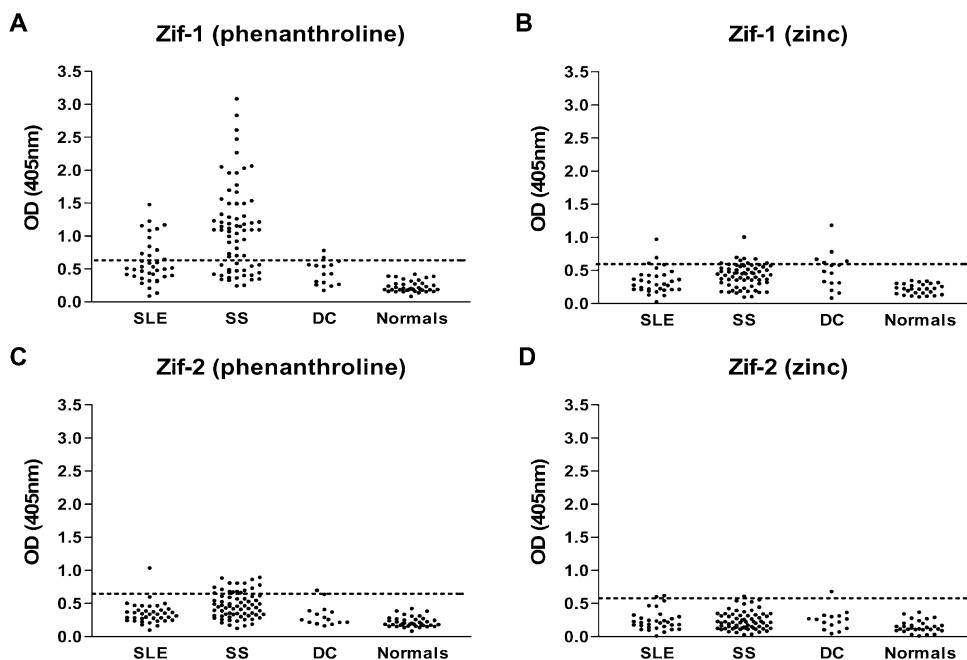 A
Zif-1 (phenanthroline)
OD (405nm)
3.5
3.0
2.5
2.0
1.5
1.0
0.5
0.0
SLE SS DC Normals
B
Zif-1 (zinc)
OD (405nm)
3.5
3.0
2.5
2.0
1.5
1.0
0.5
0.0
SLE SS DC Normals
C
Zif-2 (phenanthroline)
OD (405nm)
3.5
3.0
2.5
2.0
1.5
1.0
0.5
0.0
SLE SS DC Normals
D
Zif-2 (zinc)
OD (405nm)
3.5
3.0
2.5
2.0
1.5
1.0
0.5
0.0
SLE SS DC Normals